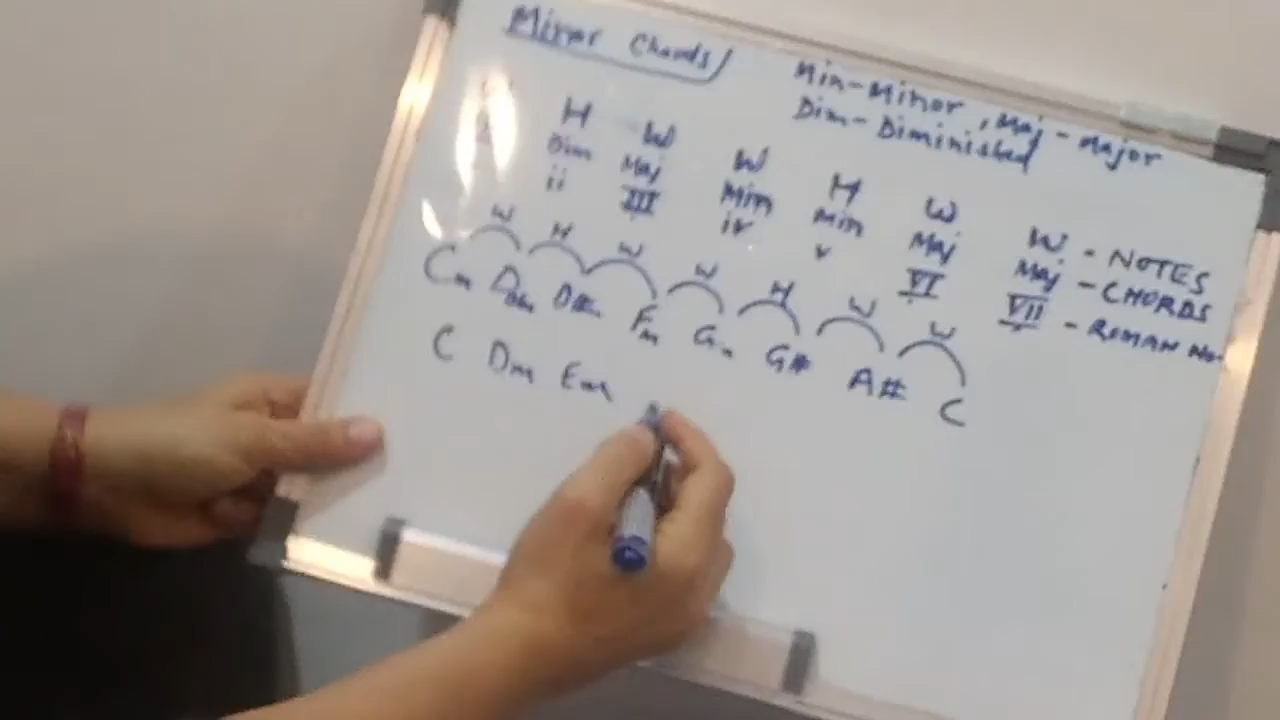 Minor Chords
Min-Minor, Maj-Major
Dim-Diminished
H W W H W W - NOTES
Dim Maj Min Min Maj Maj - CHORDS
ii III iv v VI VII - ROMAN No.
W H W W H W W
Cm Ddim D# Fm Gm G# A# C
C Dm Em